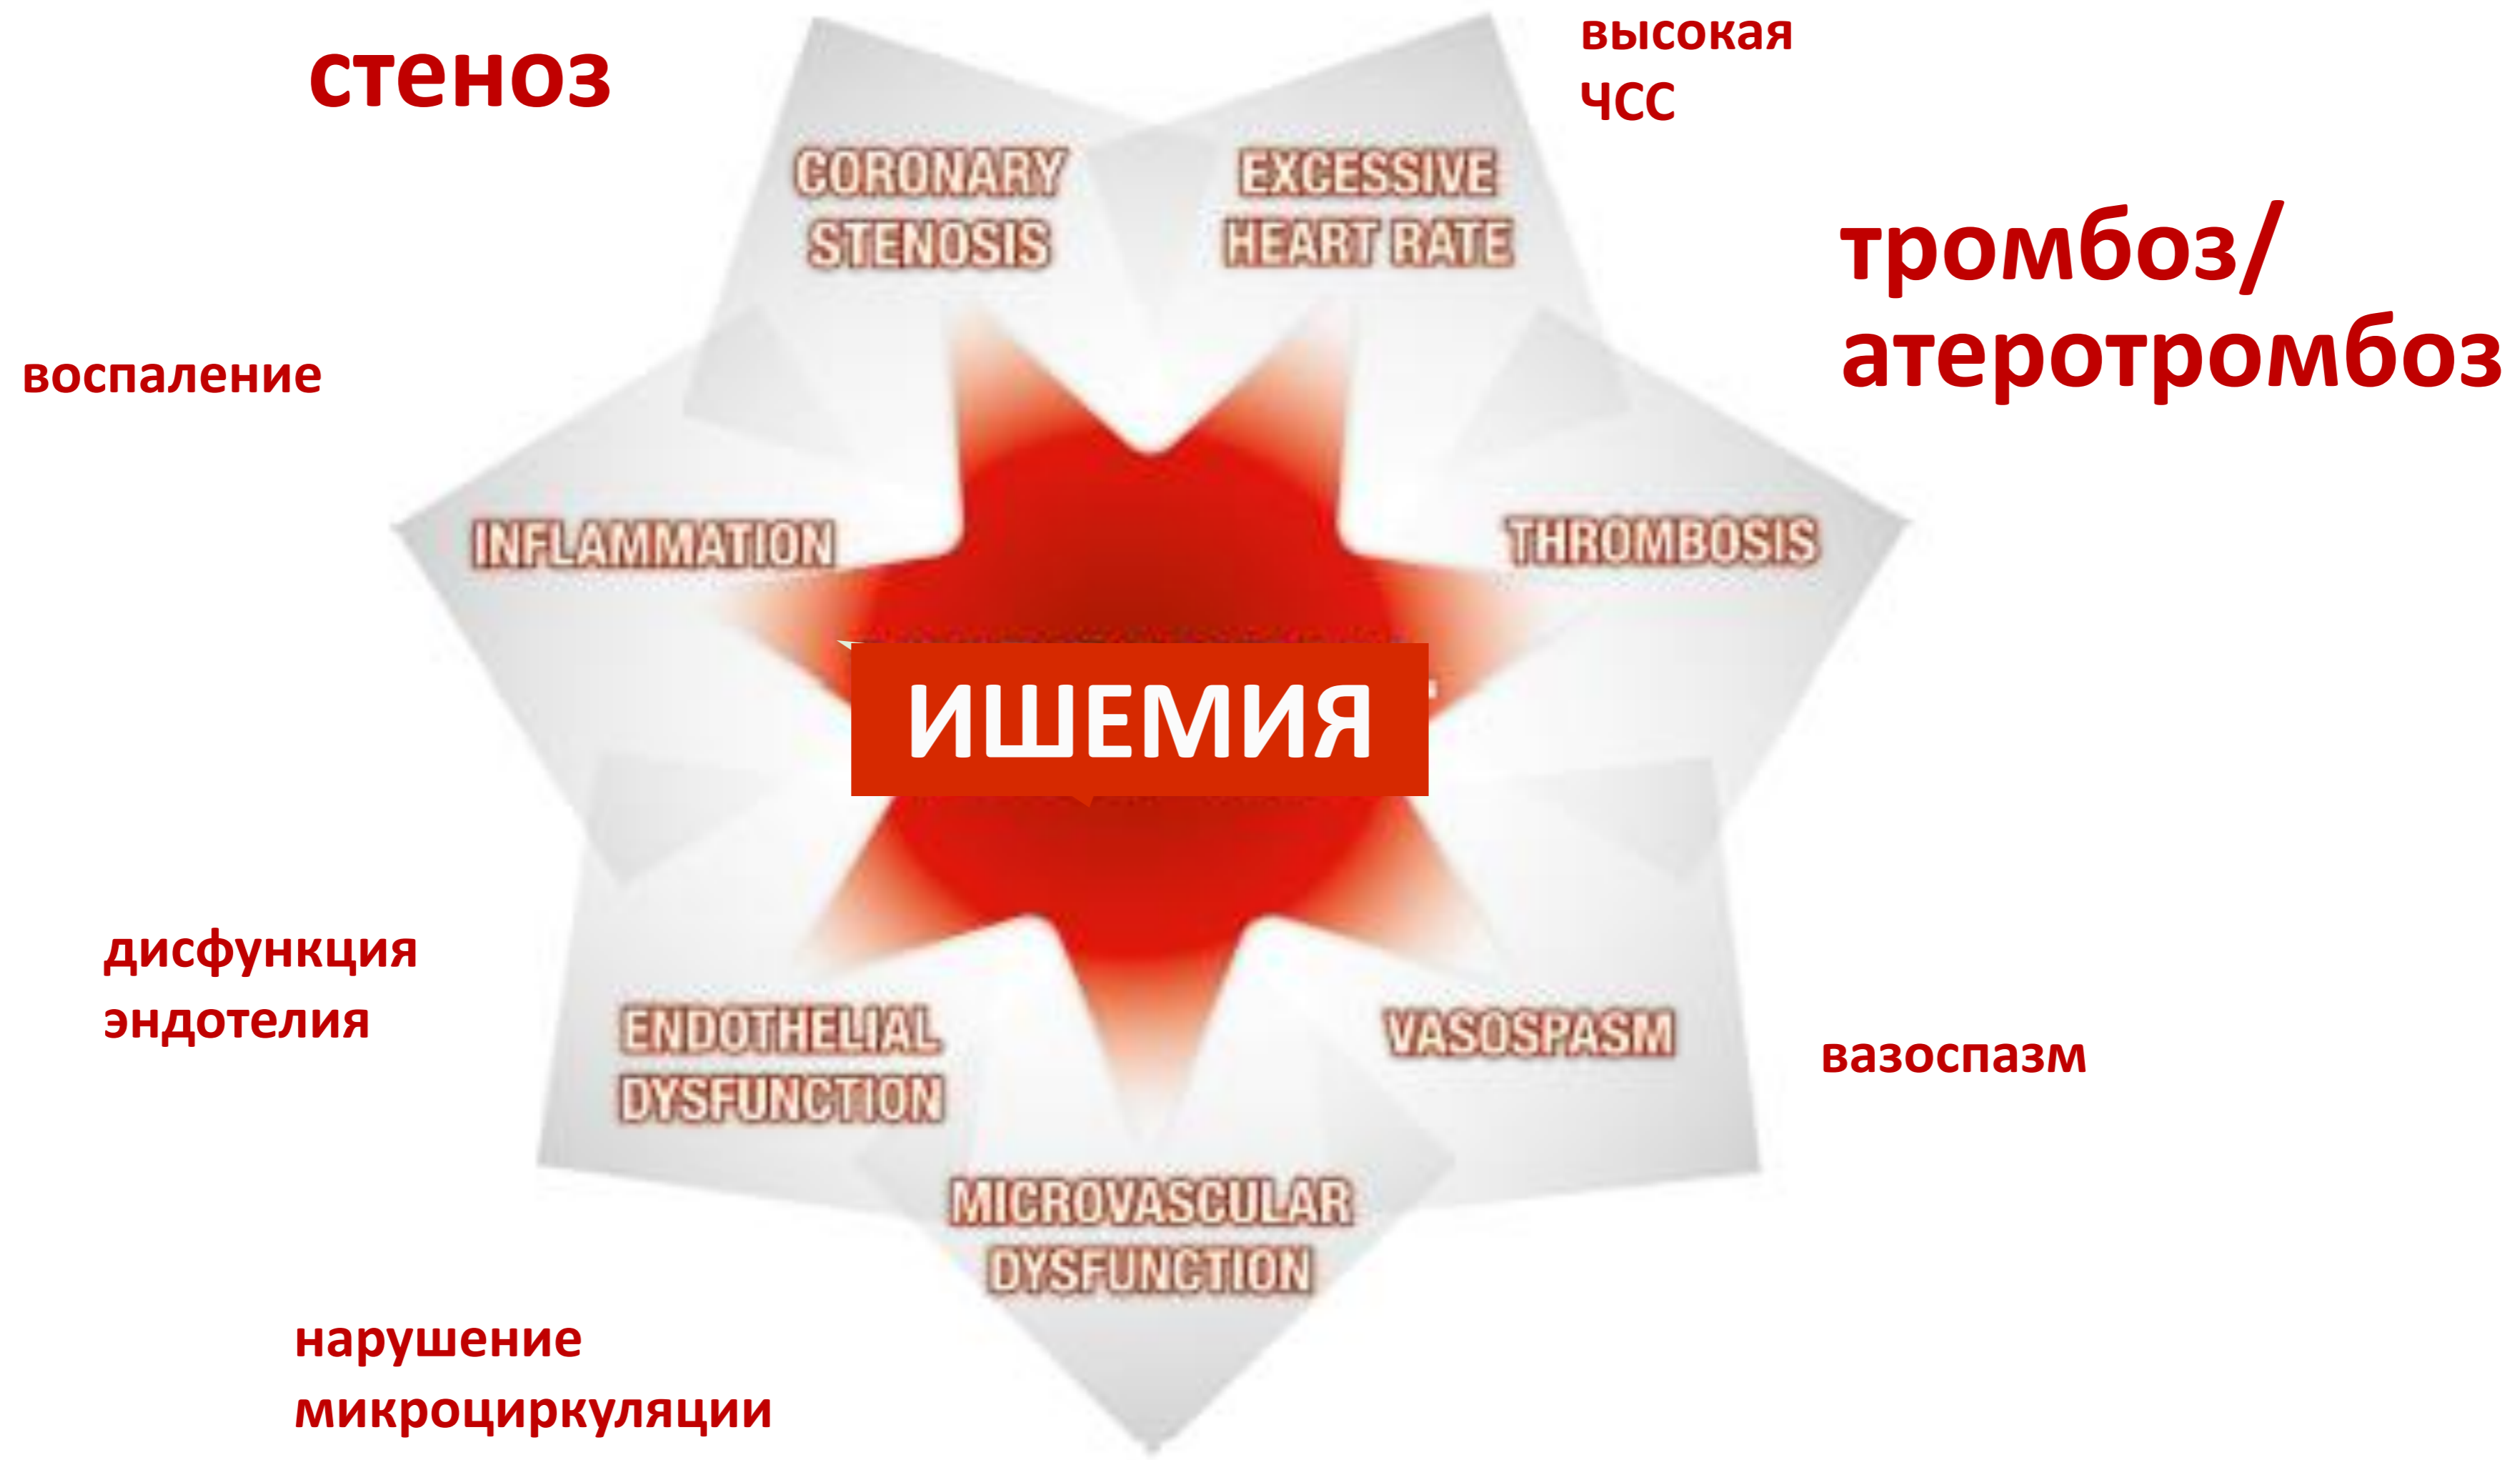 стеноз
высокая
ЧСС
CORONARY
STENOSIS
EXCESSIVE
HEART RATE
тромбоз/
атеротромбоз
воспаление
INFLAMMATION
THROMBOSIS
ИШЕМИЯ
дисфункция
эндотелия
ENDOTHELIAL
DYSFUNCTION
VASOSPASM
вазоспазм
MICROVASCULAR
DYSFUNCTION
нарушение
микроциркуляции